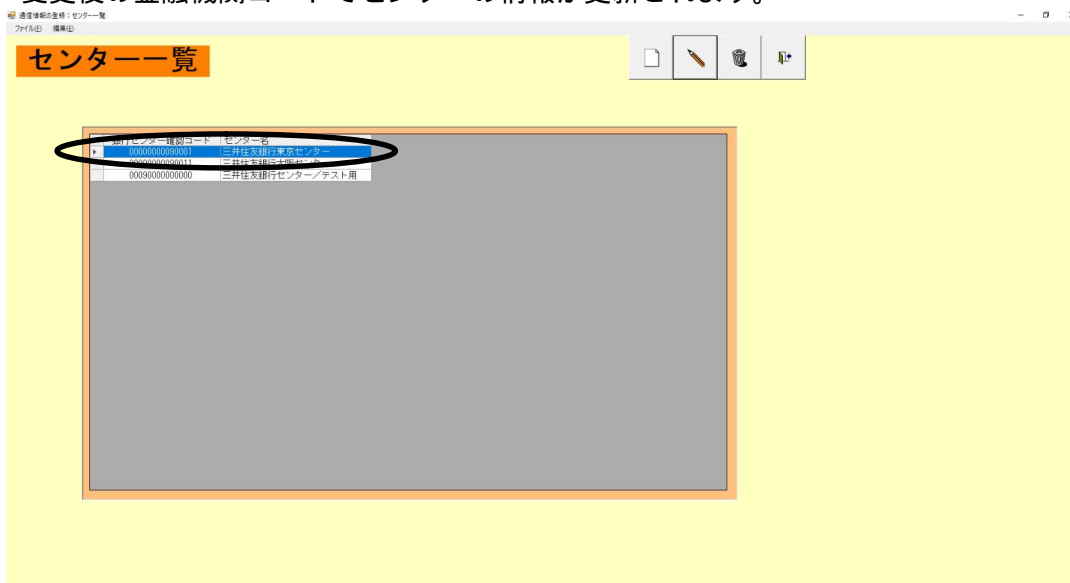 変更後の金融機関コードでセンターの情報が更新されます。
通信情報の登録：センター一覧
ファイル(F) 編集(E)
センター一覧
銀行センター確認コード センター名
0000000090001 三井住友銀行東京センター
0000000090011 三井住友銀行大阪センター
00090000000000 三井住友銀行センター／テスト用